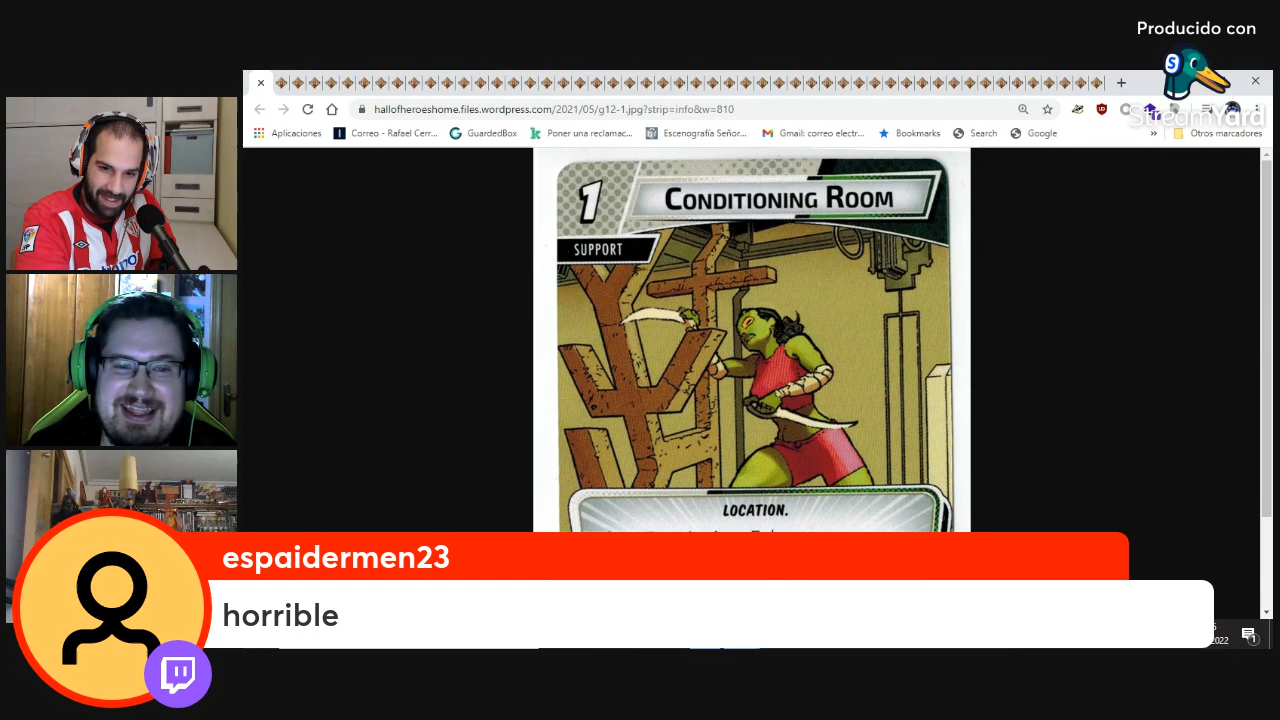 Producido con
S
StreamYard
hallofheroeshome.files.wordpress.com/2021/05/g12-1.jpg?strip=info&w=810
Aplicaciones
Correo - Rafael Cerr...
GuardedBox
Poner una reclamac...
Escenografía Señor...
Gmail: correo electr...
Bookmarks
Search
Google
»
Otros marcadores
1
CONDITIONING ROOM
SUPPORT
LOCATION.
espaidermen23
horrible
2022
1